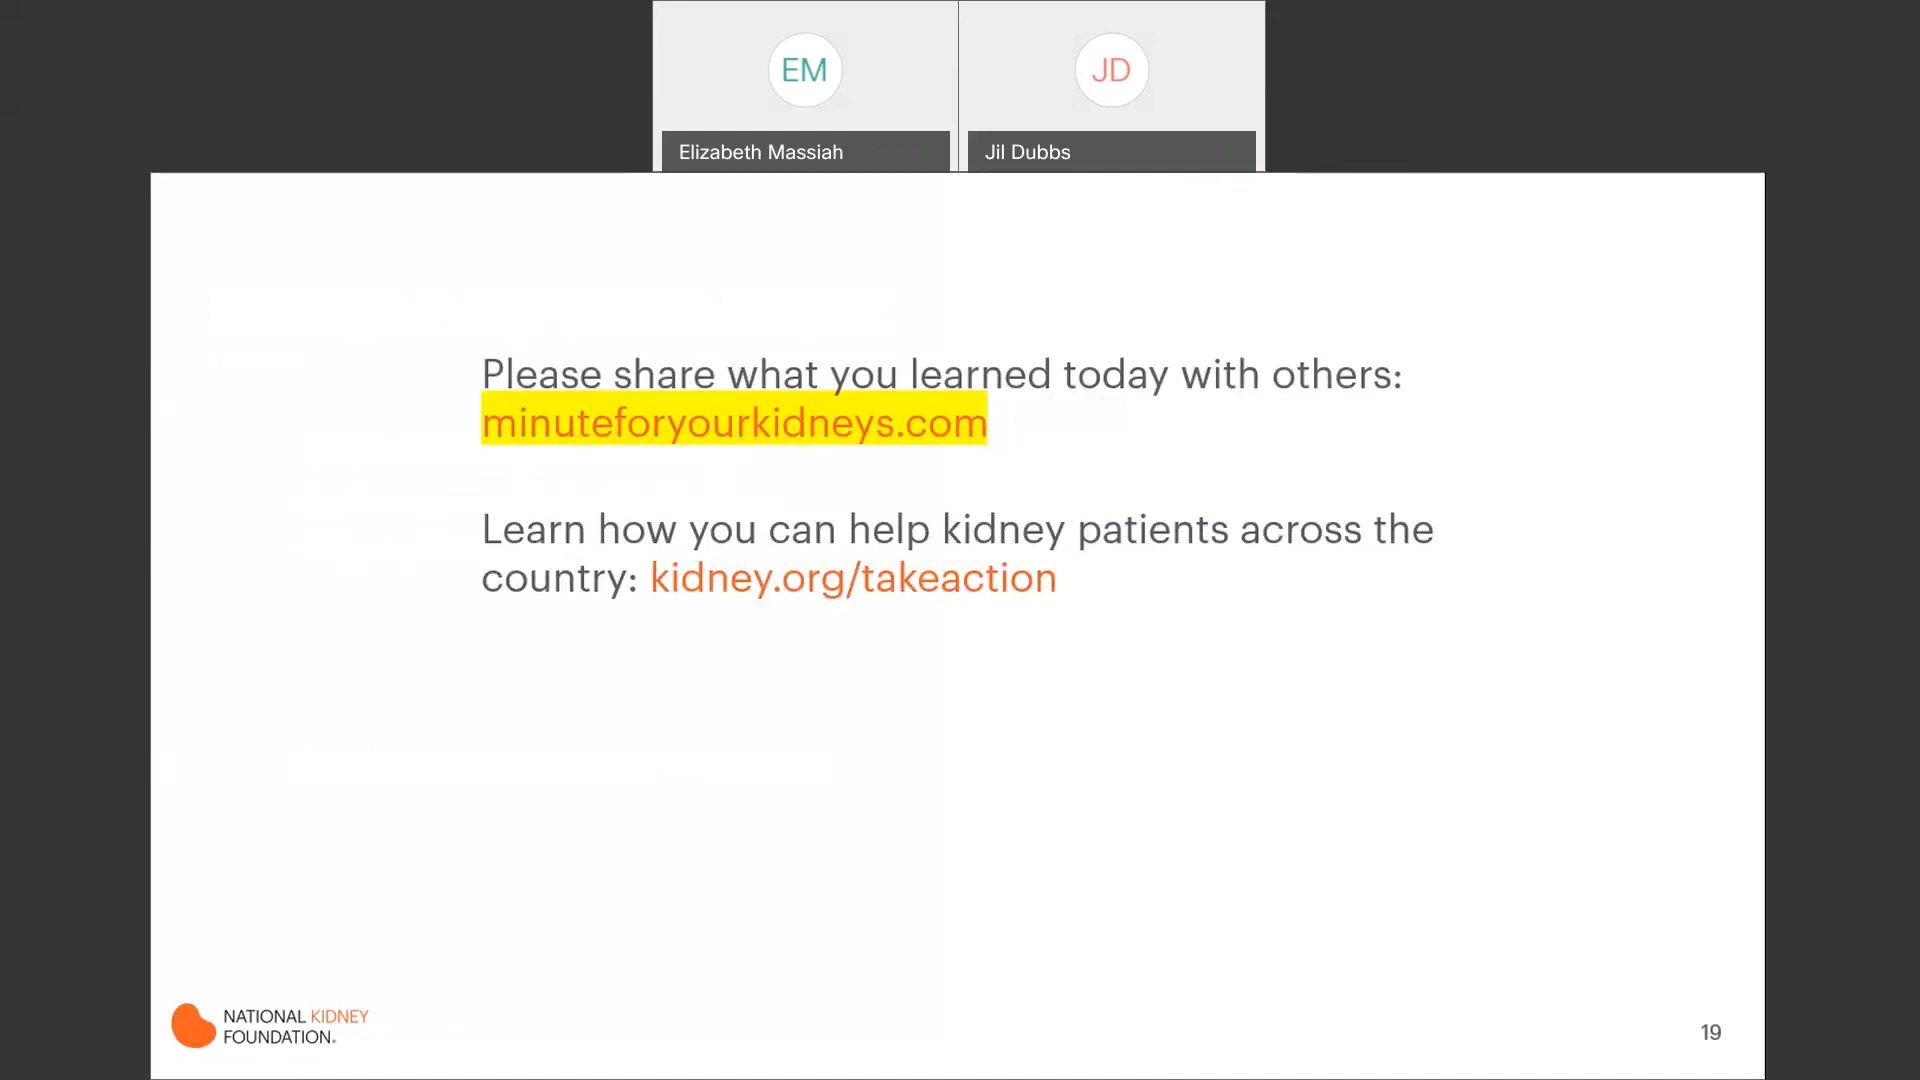 EM
JD
Elizabeth Massiah
Jil Dubbs
Please share what you learned today with others:
minuteforyourkidneys.com
Learn how you can help kidney patients across the
country: kidney.org/takeaction
NATIONAL KIDNEY
FOUNDATION®
19